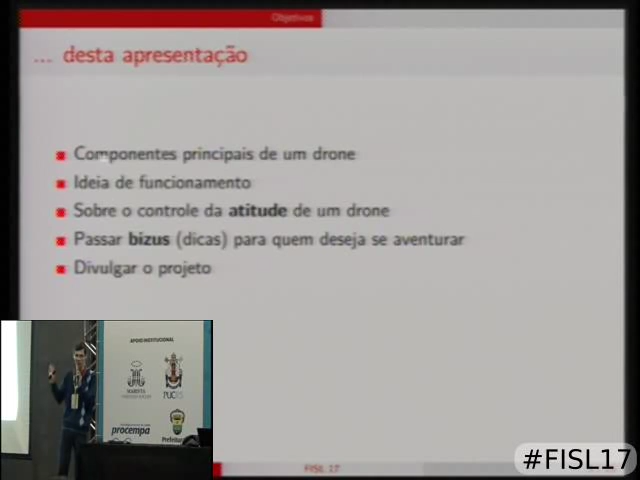 Objetivos
... desta apresentação
Componentes principais de um drone
Ideia de funcionamento
Sobre o controle da atitude de um drone
Passar bizus (dicas) para quem deseja se aventurar
Divulgar o projeto
APOIO INSTITUCIONAL
MARISTA
PUCRS
procempa
Prefeitura
FISL 17
#FISL17